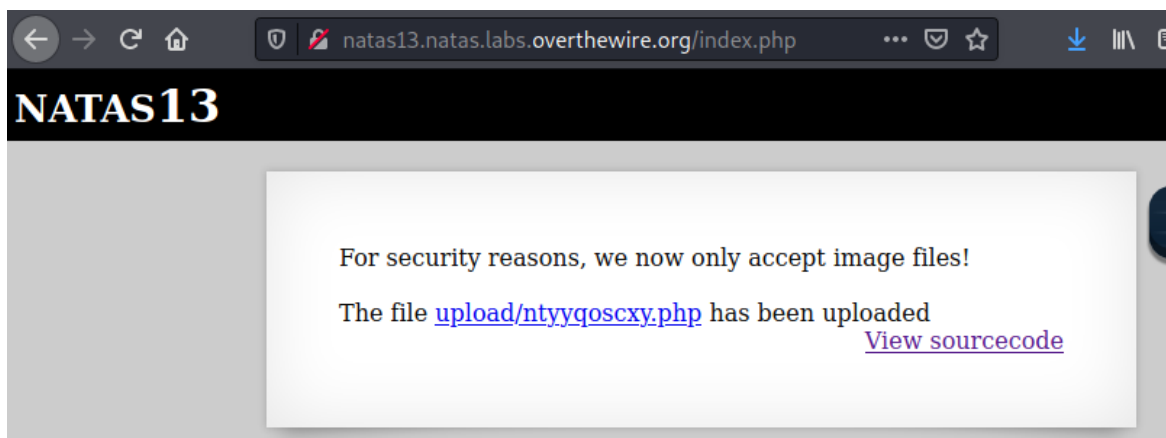 natas13.natas.labs.overthewire.org/index.php
NATAS13
For security reasons, we now only accept image files!
The file upload/ntyyqoscxy.php has been uploaded
View sourcecode